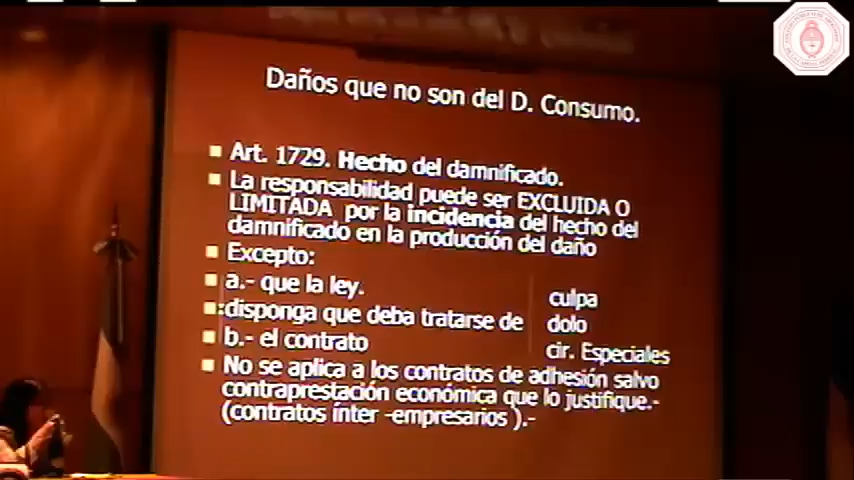 Daños que no son del D. Consumo.
Art. 1729. Hecho del damnificado.
La responsabilidad puede ser EXCLUIDA O
LIMITADA por la incidencia del hecho del
damnificado en la producción del daño
Excepto:
a.- que la ley.
culpa
:disponga que deba tratarse de
dolo
b.- el contrato
cir. Especiales
No se aplica a los contratos de adhesión salvo
contraprestación económica que lo justifique.-
(contratos ínter -empresarios ).-